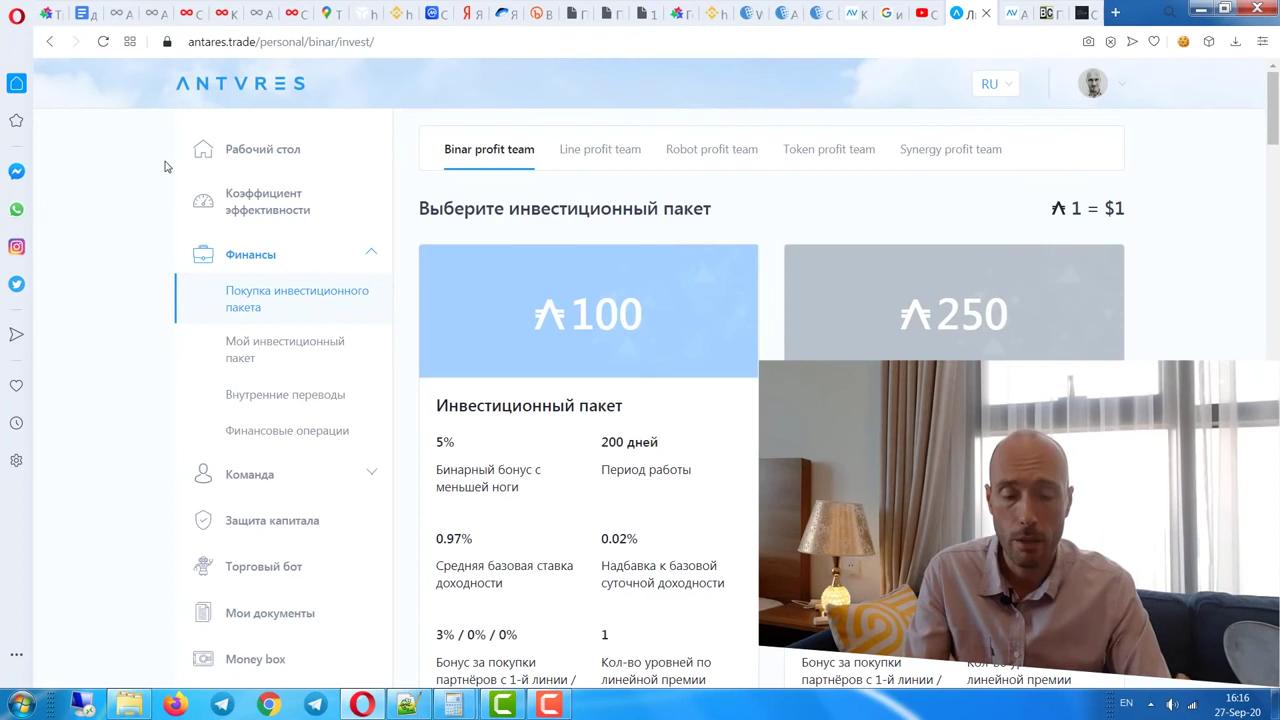 antares.trade/personal/binar/invest/
ANTARES
RU
Рабочий стол
Коэффициент
эффективности
Финансы
Покупка инвестиционного
пакета
Мой инвестиционный
пакет
Внутренние переводы
Финансовые операции
Команда
Защита капитала
Торговый бот
Мои документы
Money box
Binar profit team
Line profit team
Robot profit team
Token profit team
Synergy profit team
Выберите инвестиционный пакет
1 = $1
100
250
Инвестиционный пакет
5%
200 дней
Бинарный бонус с
меньшей ноги
Период работы
0.97%
0.02%
Средняя базовая ставка
доходности
Надбавка к базовой
суточной доходности
3% / 0% / 0%
1
Бонус за покупки
партнёров с 1-й линии /
Кол-во уровней по
линейной премии
Бонус за покупки
партнёров с 1-й линии /
линейной премии
EN
16:16
27-Sep-20